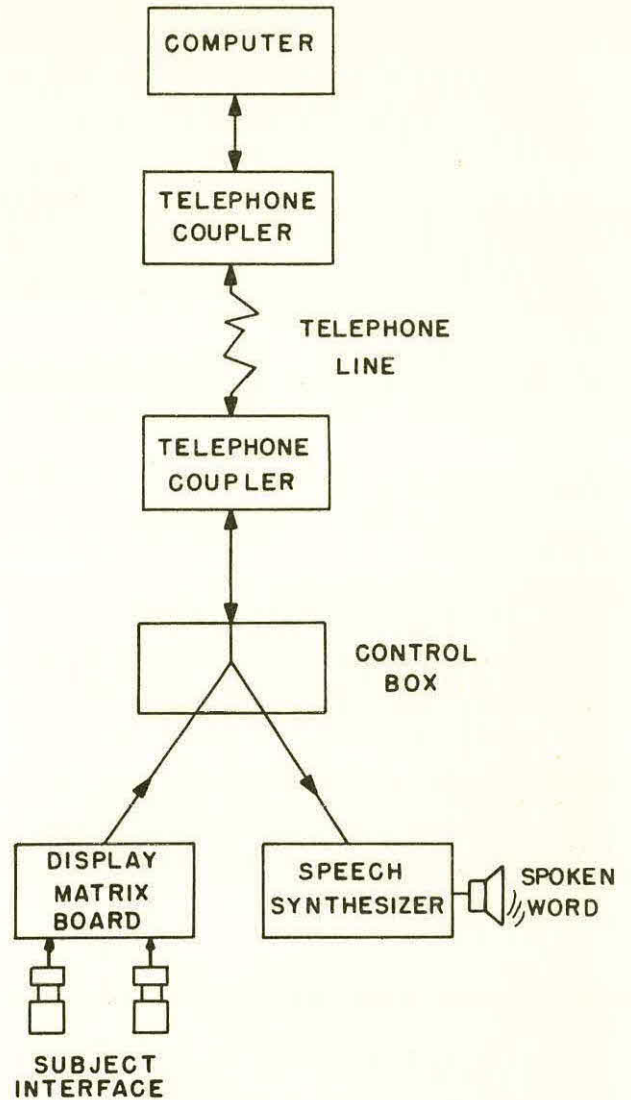 COMPUTER
TELEPHONE
COUPLER
TELEPHONE
LINE
TELEPHONE
COUPLER
CONTROL
BOX
DISPLAY
MATRIX
BOARD
SPEECH
SYNTHESIZER
SPOKEN
WORD
SUBJECT
INTERFACE